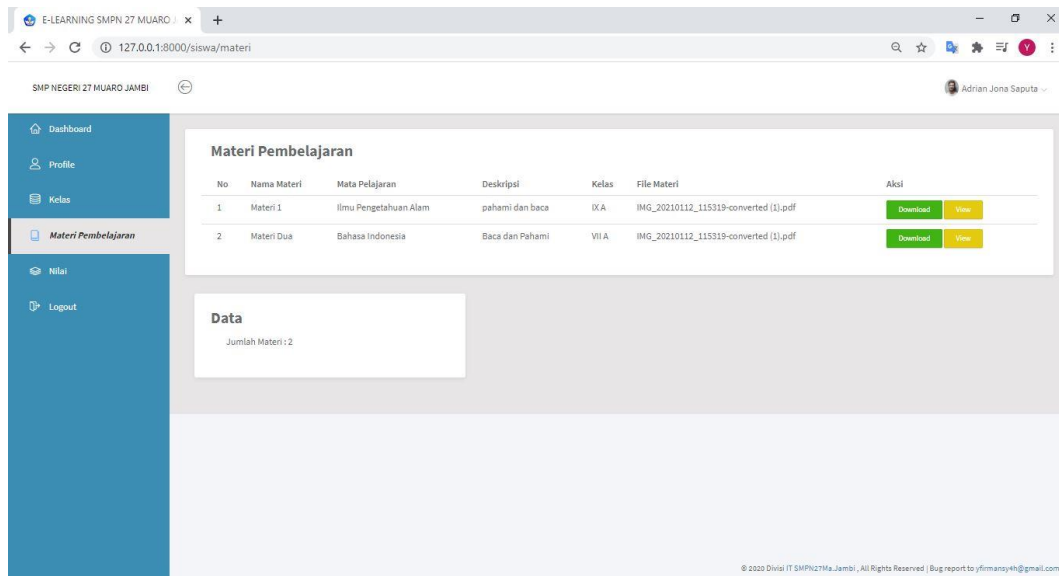 E-LEARNING SMPN 27 MUARO J
127.0.0.1:8000/siswa/materi
Y
SMP NEGERI 27 MUARO JAMBI
Adrian Jona Saputa
Dashboard
Profile
Kelas
Materi Pembelajaran
Nilai
Logout
Materi Pembelajaran
No Nama Materi Mata Pelajaran Deskripsi Kelas File Materi Aksi
1 Materi 1 Ilmu Pengetahuan Alam pahami dan baca IX A IMG_20210112_115319-converted (1).pdf Download View
2 Materi Dua Bahasa Indonesia Baca dan Pahami VII A IMG_20210112_115319-converted (1).pdf Download View
Data
Jumlah Materi : 2
© 2020 Divisi IT SMPN27Ma.Jambi , All Rights Reserved | Bug report to yfirmansy4h@gmail.com